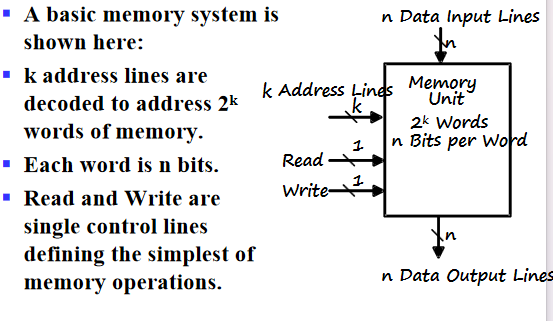 A basic memory system is
shown here:
k address lines are
decoded to address 2ᵏ
words of memory.
Each word is n bits.
Read and Write are
single control lines
defining the simplest of
memory operations.
n Data Input Lines
n
k Address Lines
k
Memory
Unit
2ᵏ Words
n Bits per Word
1
Read
1
Write
n
n Data Output Lines